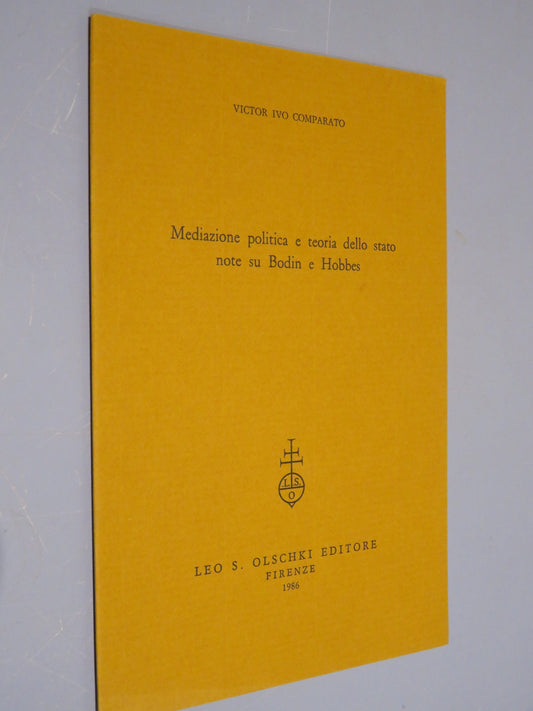 VICTOR IVO COMPARATO
Mediazione politica e teoria dello stato
note su Bodin e Hobbes
L. S.
O
LEO S. OLSCHKI EDITORE
FIRENZE
1986